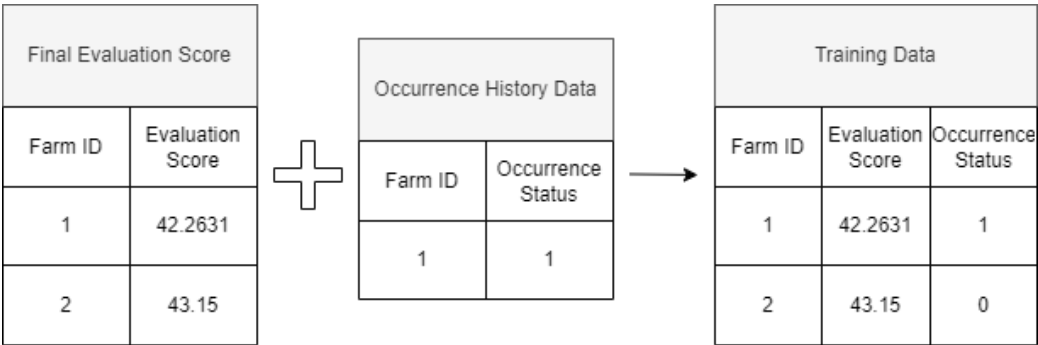 Final Evaluation Score
Farm ID
Evaluation
Score
1
42.2631
2
43.15
Occurrence History Data
Farm ID
Occurrence
Status
1
1
Training Data
Farm ID
Evaluation
Score
Occurrence
Status
1
42.2631
1
2
43.15
0